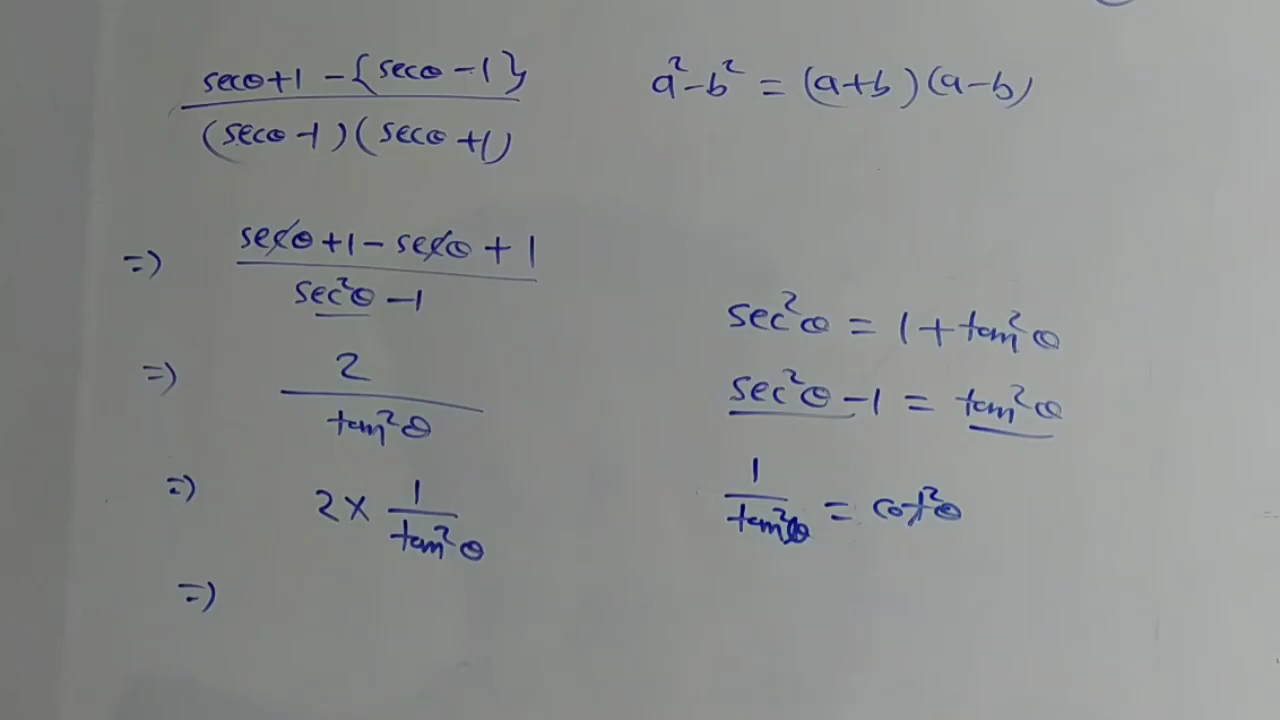 secθ+1 - {secθ - 1}
(secθ - 1)(secθ + 1)
a² - b² = (a+b)(a-b)
=> secθ + 1 - secθ + 1
sec²θ - 1
=> 2
tan²θ
=> 2 × 1
tan²θ
=>
sec²θ = 1 + tan²θ
sec²θ - 1 = tan²θ
1
tan²θ = cot²θ